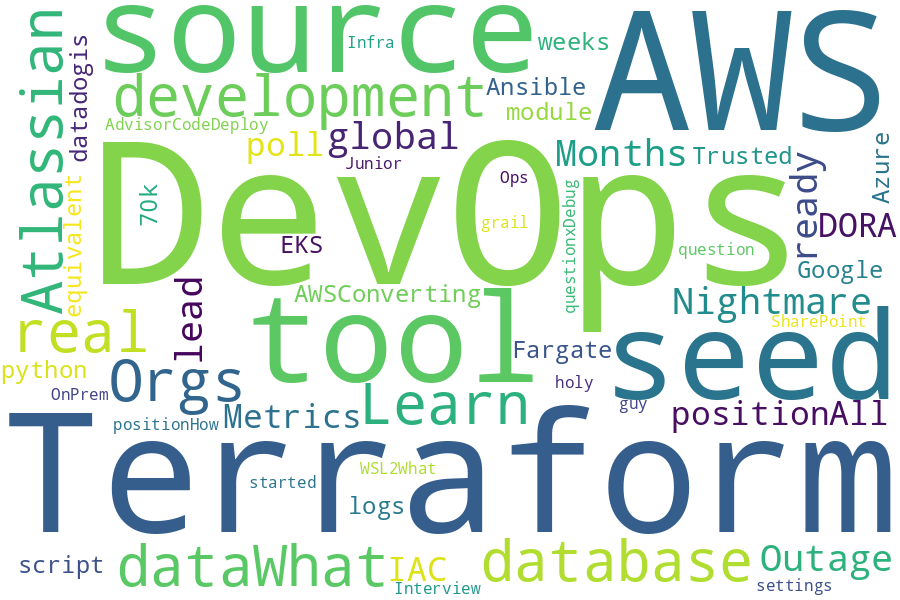 source
AWS
Infra
weeks
Atlassian
datadogis
development
Ansible
module
AdvisorCodeDeploy
poll
global
Junior
Months
Trusted
Azure
DevOps
70k
Ops
ready
equivalent
grail
questionxDebug
DORA
EKS
question
Google
lead
AWSConverting
tool
Nightmare
real
SharePoint
seed
python
Orgs
Fargate
OnPrem
holy
Learn
guy
positionHow
Metrics
positionAll
Terraform
WSL2What
started
logs
script
dataWhat
IAC
database
Outage
Interview
settings